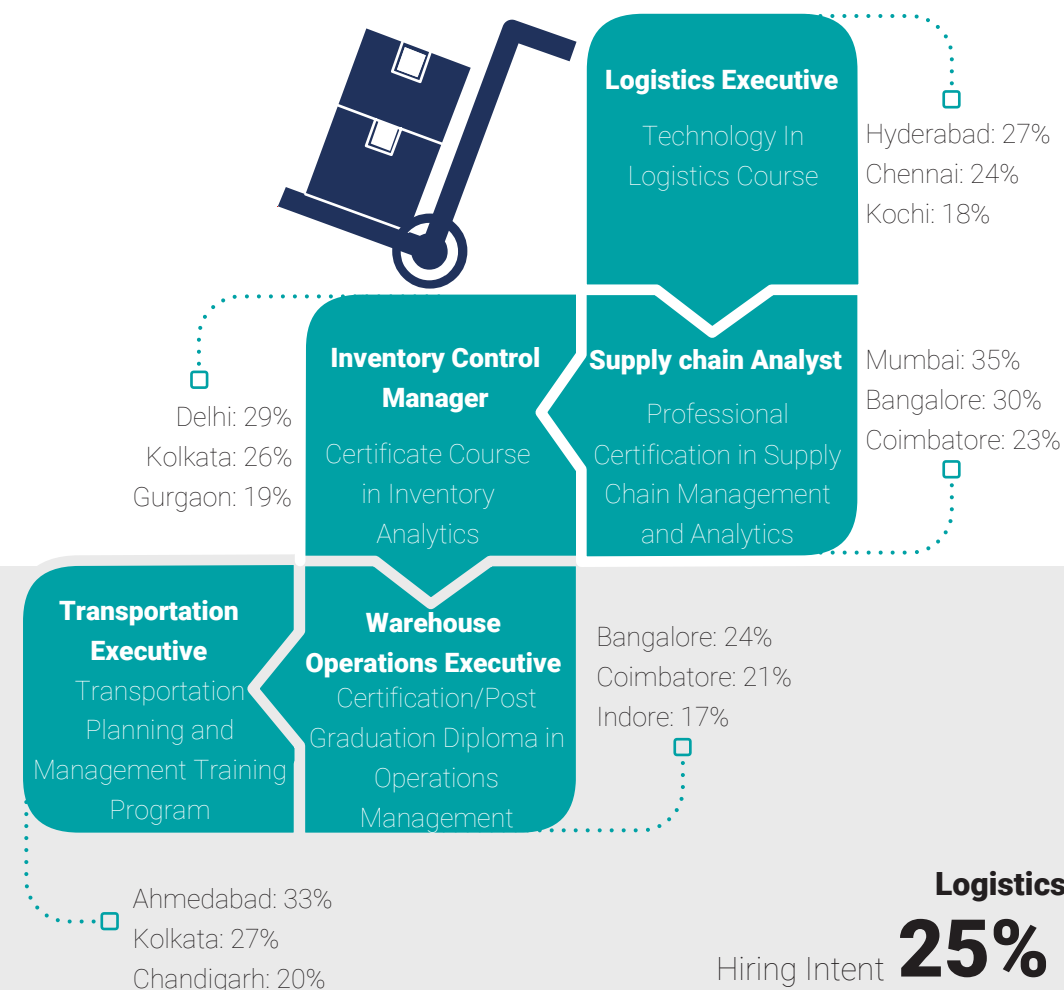 Logistics Executive
Technology In
Logistics Course
Hyderabad: 27%
Chennai: 24%
Kochi: 18%
Inventory Control
Manager
Certificate Course
in Inventory
Analytics
Delhi: 29%
Kolkata: 26%
Gurgaon: 19%
Supply chain Analyst
Professional
Certification in Supply
Chain Management
and Analytics
Mumbai: 35%
Bangalore: 30%
Coimbatore: 23%
Transportation
Executive
Transportation
Planning and
Management Training
Program
Warehouse
Operations Executive
Certification/Post
Graduation Diploma in
Operations
Management
Bangalore: 24%
Coimbatore: 21%
Indore: 17%
Ahmedabad: 33%
Kolkata: 27%
Chandigarh: 20%
Logistics
Hiring Intent 25%